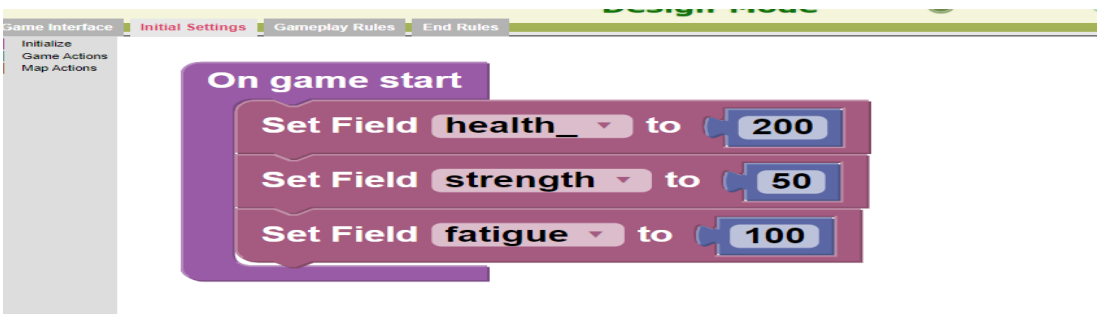 Design Mode
Game Interface Initial Settings Gameplay Rules End Rules
Initialize
Game Actions
Map Actions
On game start
Set Field health_ to 200
Set Field strength to 50
Set Field fatigue to 100